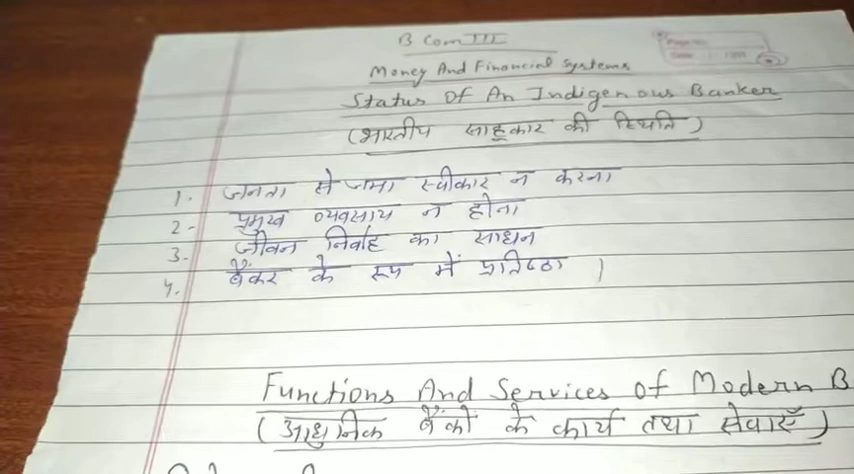 B Com III
Money And Financial Systems
Status Of An Indigenous Banker
(भारतीय साहूकार की स्थिति)
1. जनता से जमा स्वीकार न करना
2- प्रमुख व्यवसाय न होना
3. जीवन निर्वाह का साधन
4. बैंकर के रूप में प्रतिष्ठा ।
Functions And Services Of Modern B
(आधुनिक बैंकों के कार्य तथा सेवाएँ)